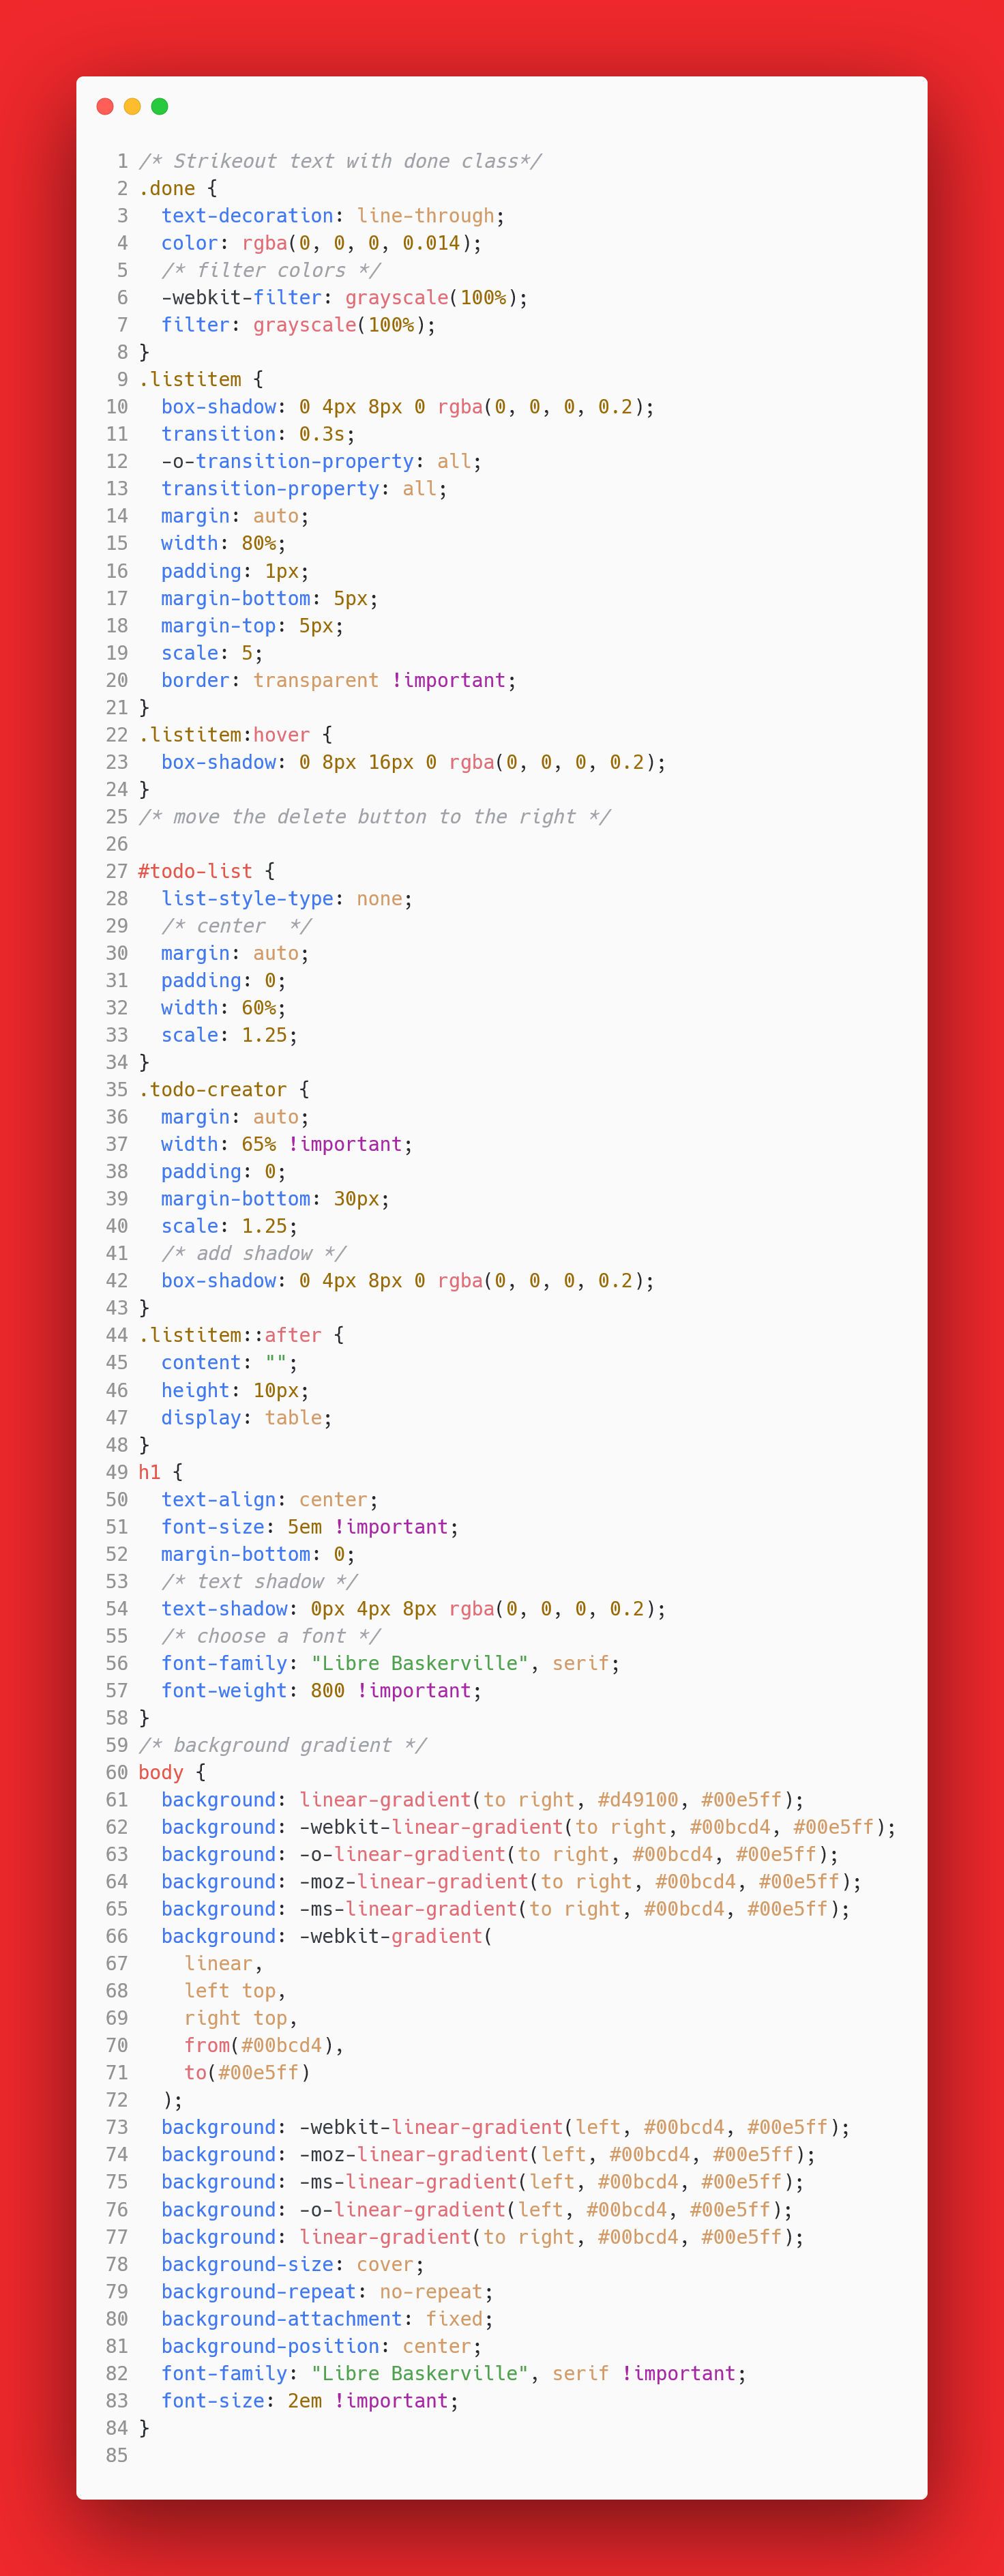 1 /* Strikeout text with done class*/
2 .done {
3   text-decoration: line-through;
4   color: rgba(0, 0, 0, 0.014);
5   /* filter colors */
6   -webkit-filter: grayscale(100%);
7   filter: grayscale(100%);
8 }
9 .listitem {
10   box-shadow: 0 4px 8px 0 rgba(0, 0, 0, 0.2);
11   transition: 0.3s;
12   -o-transition-property: all;
13   transition-property: all;
14   margin: auto;
15   width: 80%;
16   padding: 1px;
17   margin-bottom: 5px;
18   margin-top: 5px;
19   scale: 5;
20   border: transparent !important;
21 }
22 .listitem:hover {
23   box-shadow: 0 8px 16px 0 rgba(0, 0, 0, 0.2);
24 }
25 /* move the delete button to the right */
26
27 #todo-list {
28   list-style-type: none;
29   /* center  */
30   margin: auto;
31   padding: 0;
32   width: 60%;
33   scale: 1.25;
34 }
35 .todo-creator {
36   margin: auto;
37   width: 65% !important;
38   padding: 0;
39   margin-bottom: 30px;
40   scale: 1.25;
41   /* add shadow */
42   box-shadow: 0 4px 8px 0 rgba(0, 0, 0, 0.2);
43 }
44 .listitem::after {
45   content: "";
46   height: 10px;
47   display: table;
48 }
49 h1 {
50   text-align: center;
51   font-size: 5em !important;
52   margin-bottom: 0;
53   /* text shadow */
54   text-shadow: 0px 4px 8px rgba(0, 0, 0, 0.2);
55   /* choose a font */
56   font-family: "Libre Baskerville", serif;
57   font-weight: 800 !important;
58 }
59 /* background gradient */
60 body {
61   background: linear-gradient(to right, #d49100, #00e5ff);
62   background: -webkit-linear-gradient(to right, #00bcd4, #00e5ff);
63   background: -o-linear-gradient(to right, #00bcd4, #00e5ff);
64   background: -moz-linear-gradient(to right, #00bcd4, #00e5ff);
65   background: -ms-linear-gradient(to right, #00bcd4, #00e5ff);
66   background: -webkit-gradient(
67     linear,
68     left top,
69     right top,
70     from(#00bcd4),
71     to(#00e5ff)
72   );
73   background: -webkit-linear-gradient(left, #00bcd4, #00e5ff);
74   background: -moz-linear-gradient(left, #00bcd4, #00e5ff);
75   background: -ms-linear-gradient(left, #00bcd4, #00e5ff);
76   background: -o-linear-gradient(left, #00bcd4, #00e5ff);
77   background: linear-gradient(to right, #00bcd4, #00e5ff);
78   background-size: cover;
79   background-repeat: no-repeat;
80   background-attachment: fixed;
81   background-position: center;
82   font-family: "Libre Baskerville", serif !important;
83   font-size: 2em !important;
84 }
85